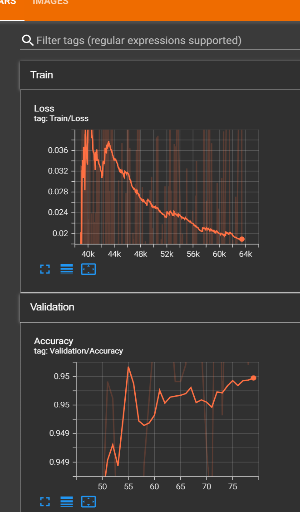 ARS IMAGES
Filter tags (regular expressions supported)
Train
Loss
tag: Train/Loss
0.036
0.032
0.028
0.024
0.02
40k 44k 48k 52k 56k 60k 64k
Validation
Accuracy
tag: Validation/Accuracy
0.95
0.95
0.949
0.949
50 55 60 65 70 75